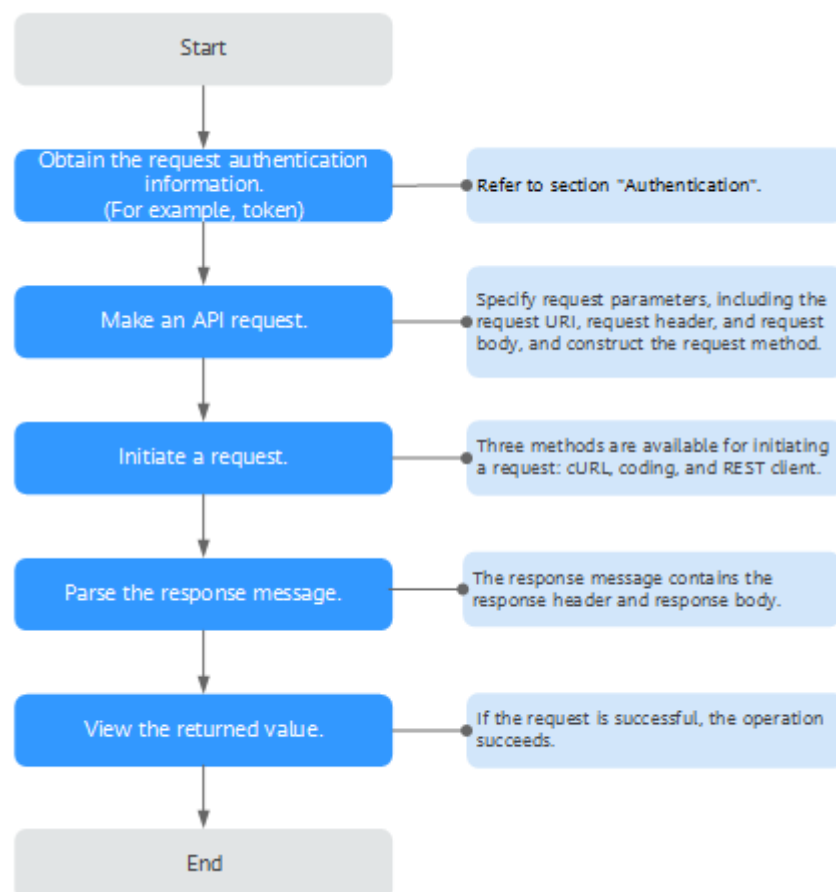 Start
Obtain the request authentication
information.
(For example, token)
Refer to section "Authentication".
Make an API request.
Specify request parameters, including the
request URI, request header, and request
body, and construct the request method.
Initiate a request.
Three methods are available for initiating
a request: cURL, coding, and REST client.
Parse the response message.
The response message contains the
response header and response body.
View the returned value.
If the request is successful, the operation
succeeds.
End